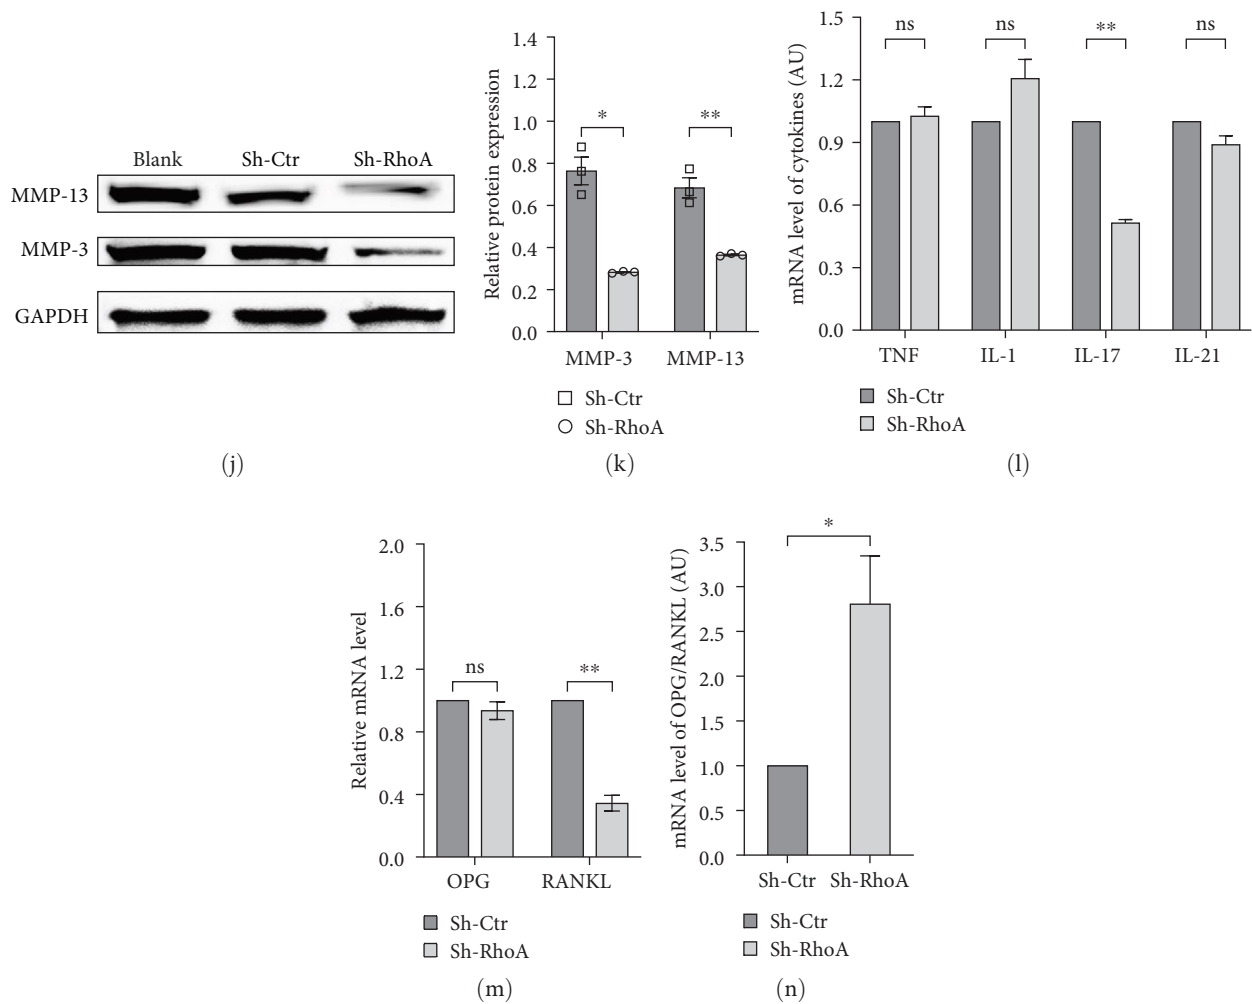 Blank Sh-Ctr Sh-RhoA
MMP-13
MMP-3
GAPDH
(j)
Relative protein expression
1.4
1.2
1.0
0.8
0.6
0.4
0.2
0.0
* **
MMP-3 MMP-13
Sh-Ctr
Sh-RhoA
(k)
mRNA level of cytokines (AU)
1.5
1.2
0.9
0.6
0.3
0.0
ns ns ** ns
TNF IL-1 IL-17 IL-21
Sh-Ctr
Sh-RhoA
(l)
Relative mRNA level
2.0
1.6
1.2
0.8
0.4
0.0
ns **
OPG RANKL
Sh-Ctr
Sh-RhoA
(m)
mRNA level of OPG/RANKL (AU)
3.5
3.0
2.5
2.0
1.5
1.0
0.5
0.0
*
Sh-Ctr Sh-RhoA
Sh-Ctr
Sh-RhoA
(n)